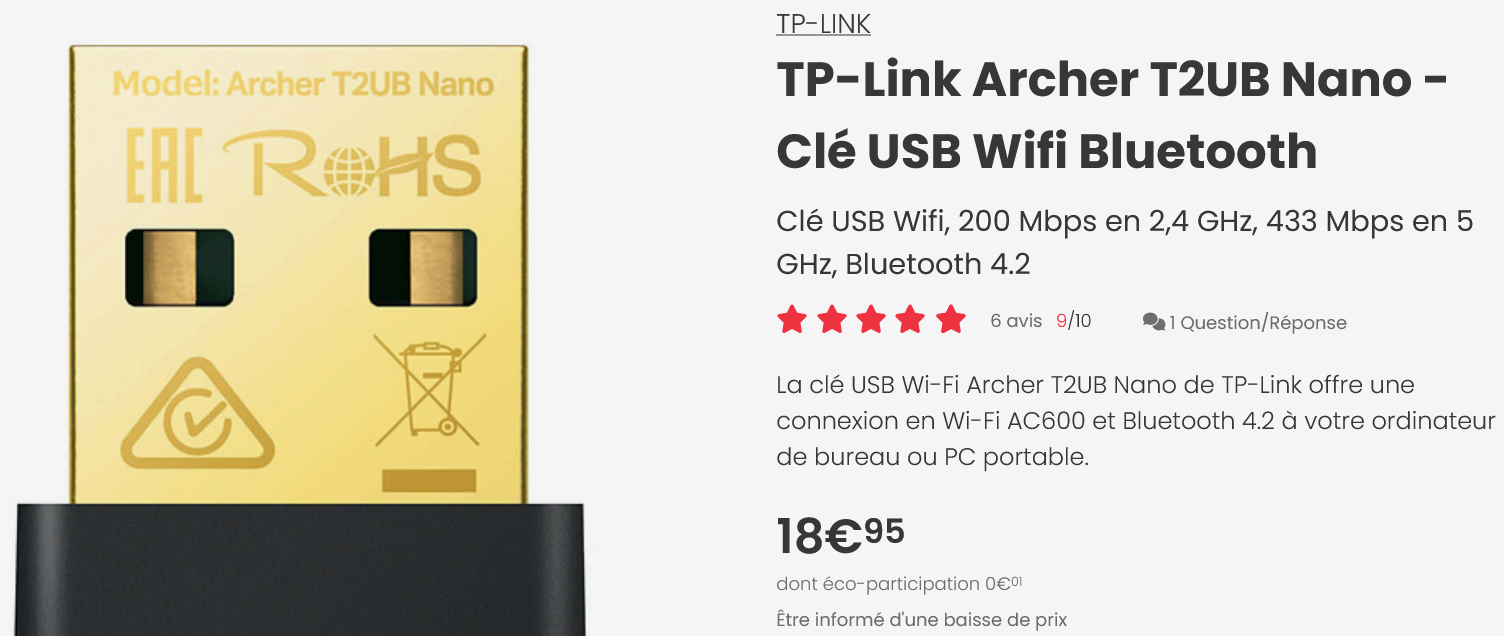 Model: Archer T2UB Nano
EAC RoHS
TP-LINK
TP-Link Archer T2UB Nano -
Clé USB Wifi Bluetooth
Clé USB Wifi, 200 Mbps en 2,4 GHz, 433 Mbps en 5
GHz, Bluetooth 4.2
6 avis 9/10 1 Question/Réponse
La clé USB Wi-Fi Archer T2UB Nano de TP-Link offre une
connexion en Wi-Fi AC600 et Bluetooth 4.2 à votre ordinateur
de bureau ou PC portable.
18€95
dont éco-participation 0€01
Être informé d'une baisse de prix